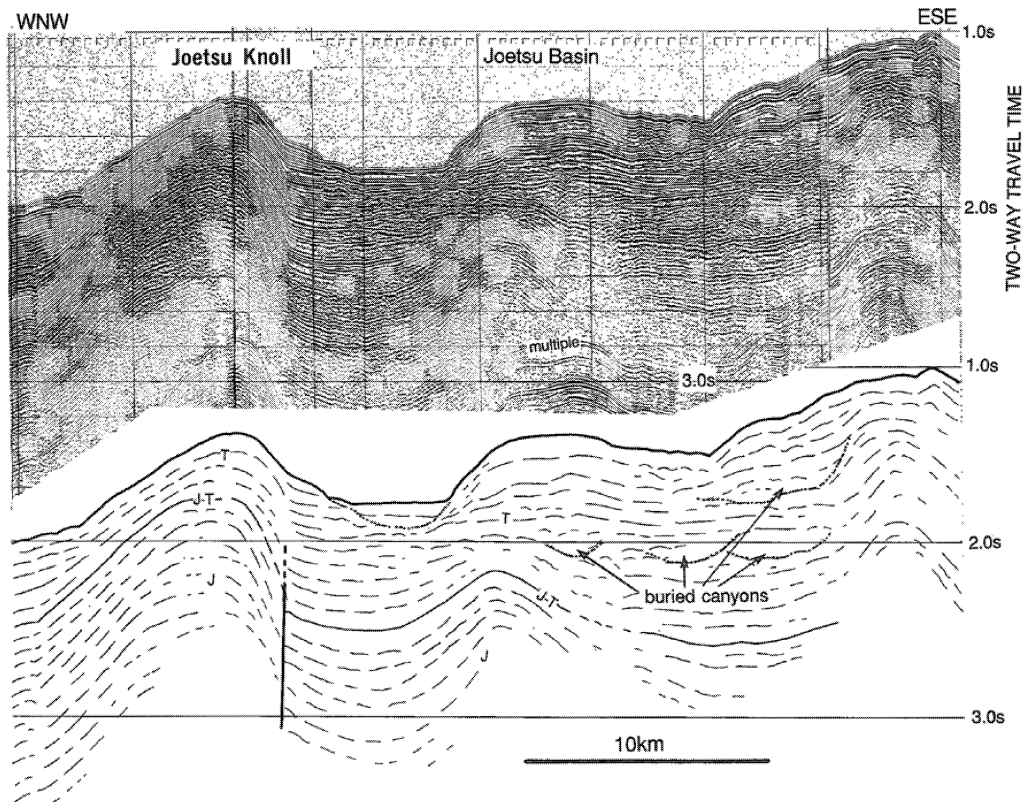 WNW
ESE
1.0s
Joetsu Knoll
Joetsu Basin
TWO-WAY TRAVEL TIME
2.0s
multiple
3.0s
1.0s
T
J-T
T
2.0s
J
J-T
buried canyons
J
3.0s
10km